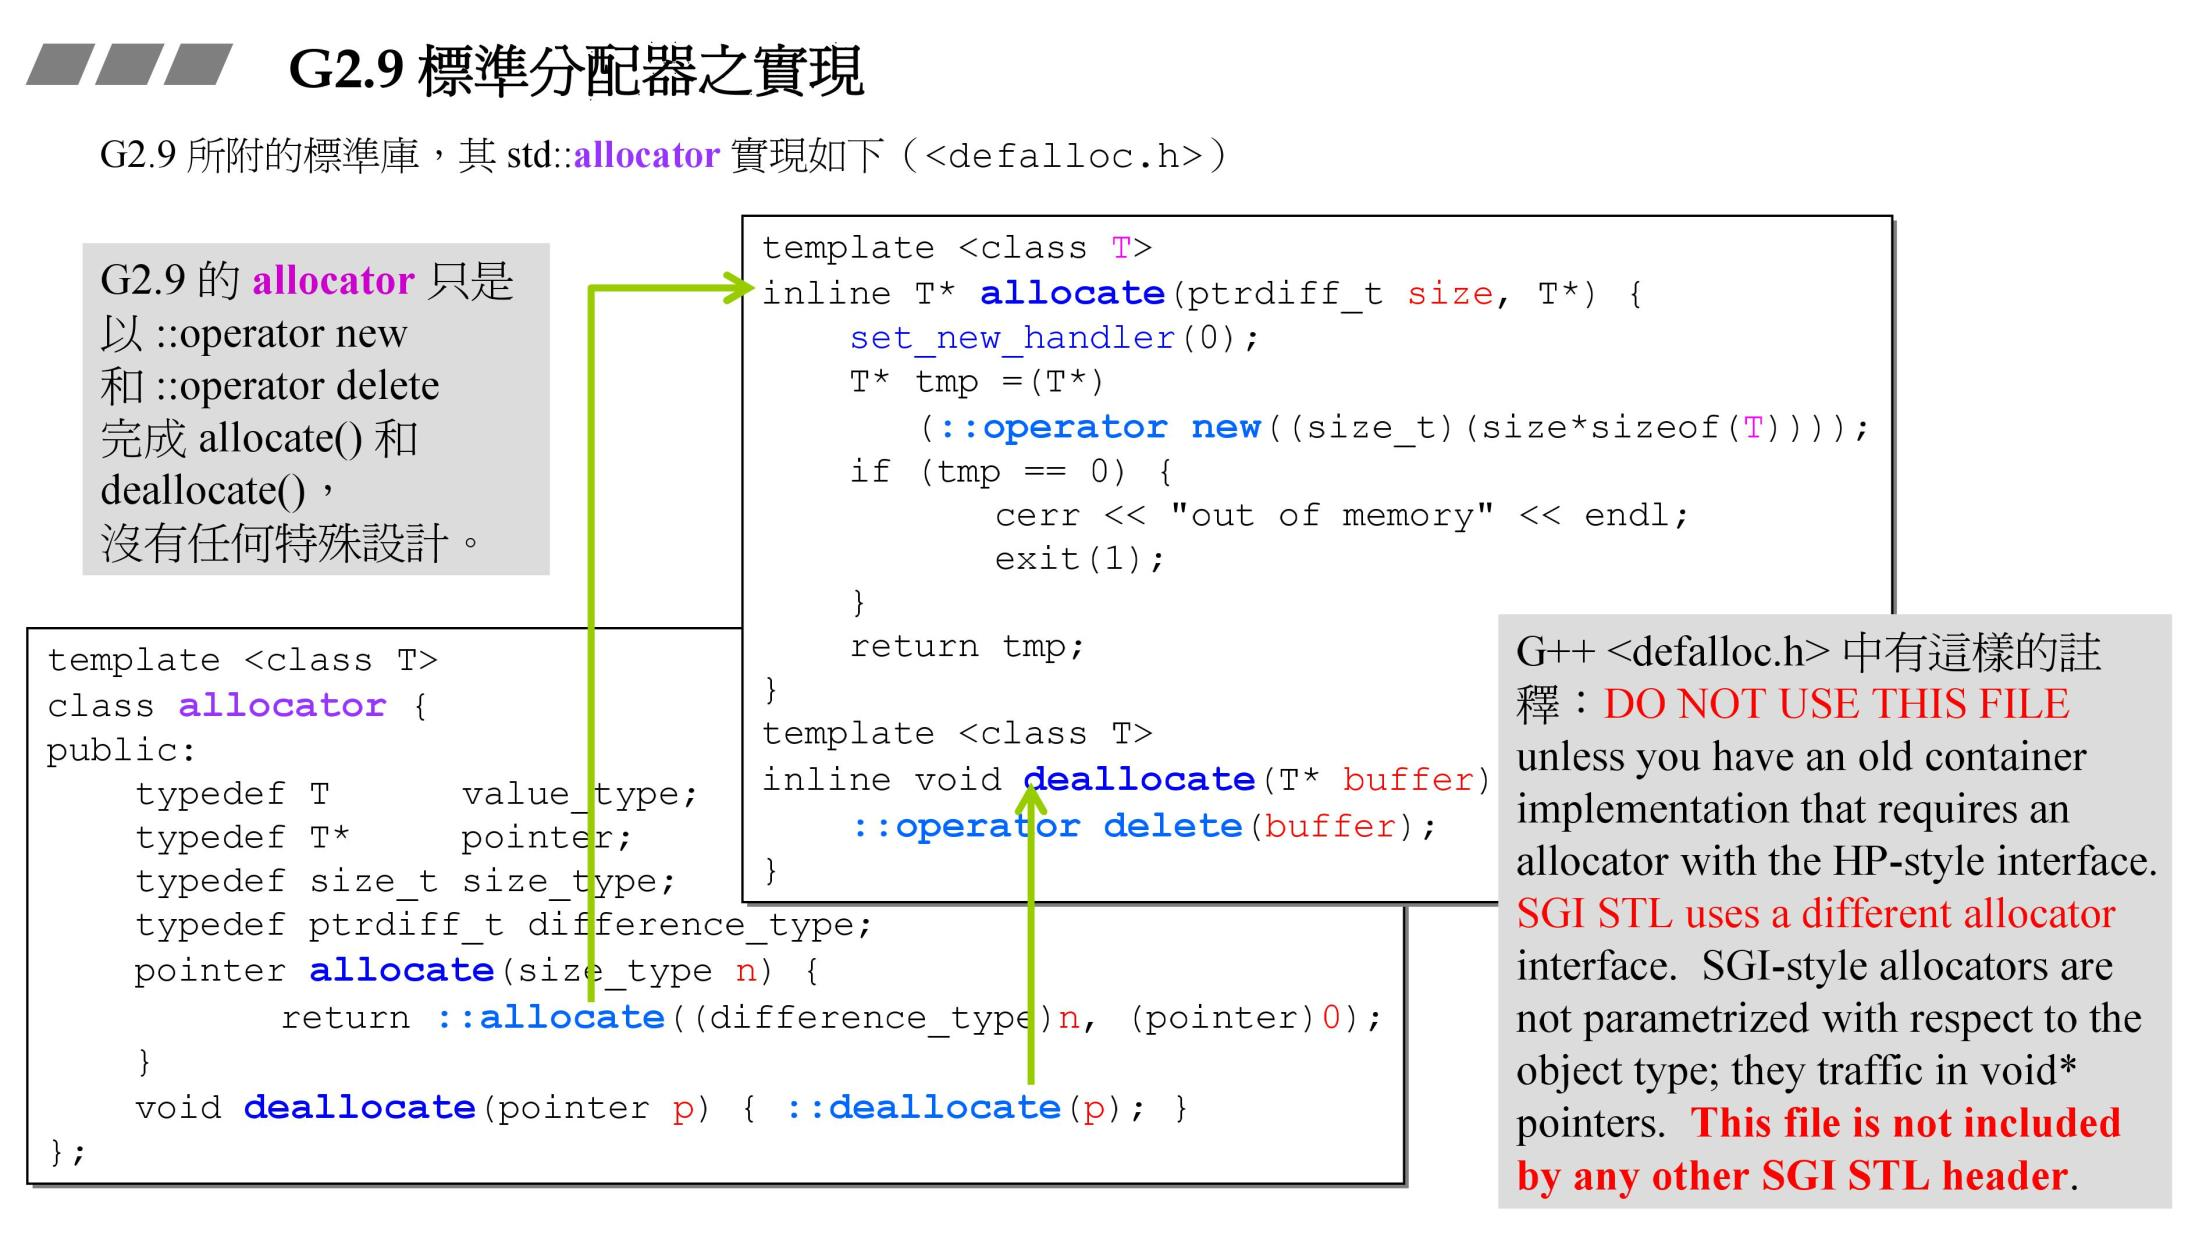 G2.9 標準分配器之實現
G2.9 所附的標準庫，其 std::allocator 實現如下（<defalloc.h>）
G2.9 的 allocator 只是
以 ::operator new
和 ::operator delete
完成 allocate() 和
deallocate()，
沒有任何特殊設計。
template <class T>
inline T* allocate(ptrdiff_t size, T*) {
    set_new_handler(0);
    T* tmp =(T*)
       (::operator new((size_t)(size*sizeof(T))));
    if (tmp == 0) {
          cerr << "out of memory" << endl;
          exit(1);
    }
    return tmp;
}
template <class T>
inline void deallocate(T* buffer)
    ::operator delete(buffer);
}
template <class T>
class allocator {
public:
    typedef T      value_type;
    typedef T*     pointer;
    typedef size_t size_type;
    typedef ptrdiff_t difference_type;
    pointer allocate(size_type n) {
          return ::allocate((difference_type)n, (pointer)0);
    }
    void deallocate(pointer p) { ::deallocate(p); }
};
G++ <defalloc.h> 中有這樣的註
釋：DO NOT USE THIS FILE
unless you have an old container
implementation that requires an
allocator with the HP-style interface.
SGI STL uses a different allocator
interface.  SGI-style allocators are
not parametrized with respect to the
object type; they traffic in void*
pointers.  This file is not included
by any other SGI STL header.